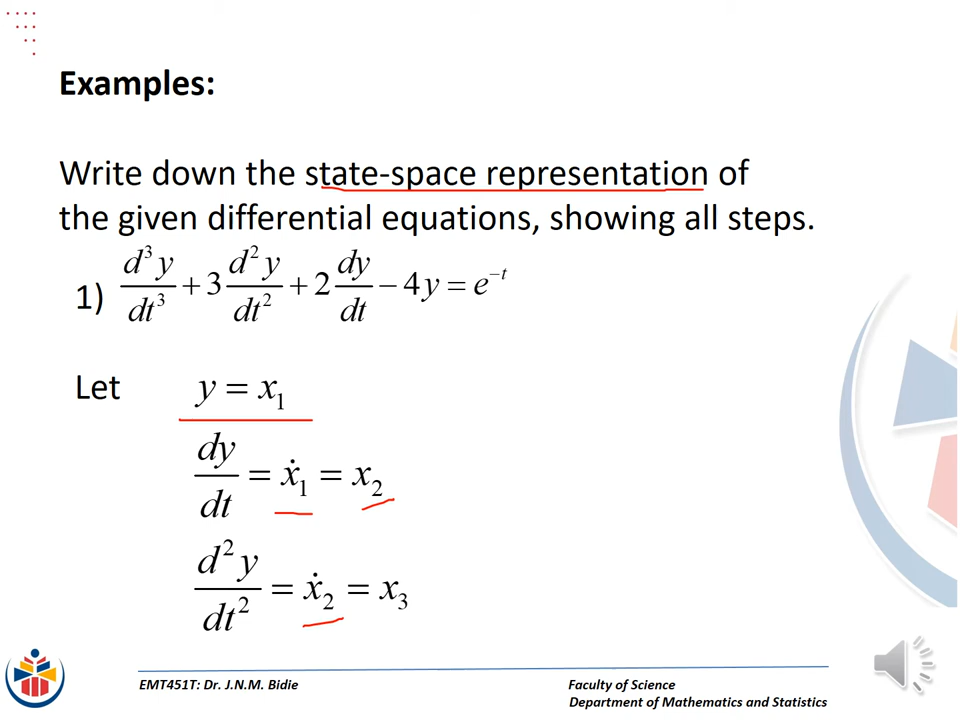 Examples:
Write down the state-space representation of
the given differential equations, showing all steps.
1) d³y/dt³ + 3 d²y/dt² + 2 dy/dt − 4y = e⁻ᵗ
Let y = x₁
dy/dt = ẋ₁ = x₂
d²y/dt² = ẋ₂ = x₃
EMT451T: Dr. J.N.M. Bidie
Faculty of Science
Department of Mathematics and Statistics